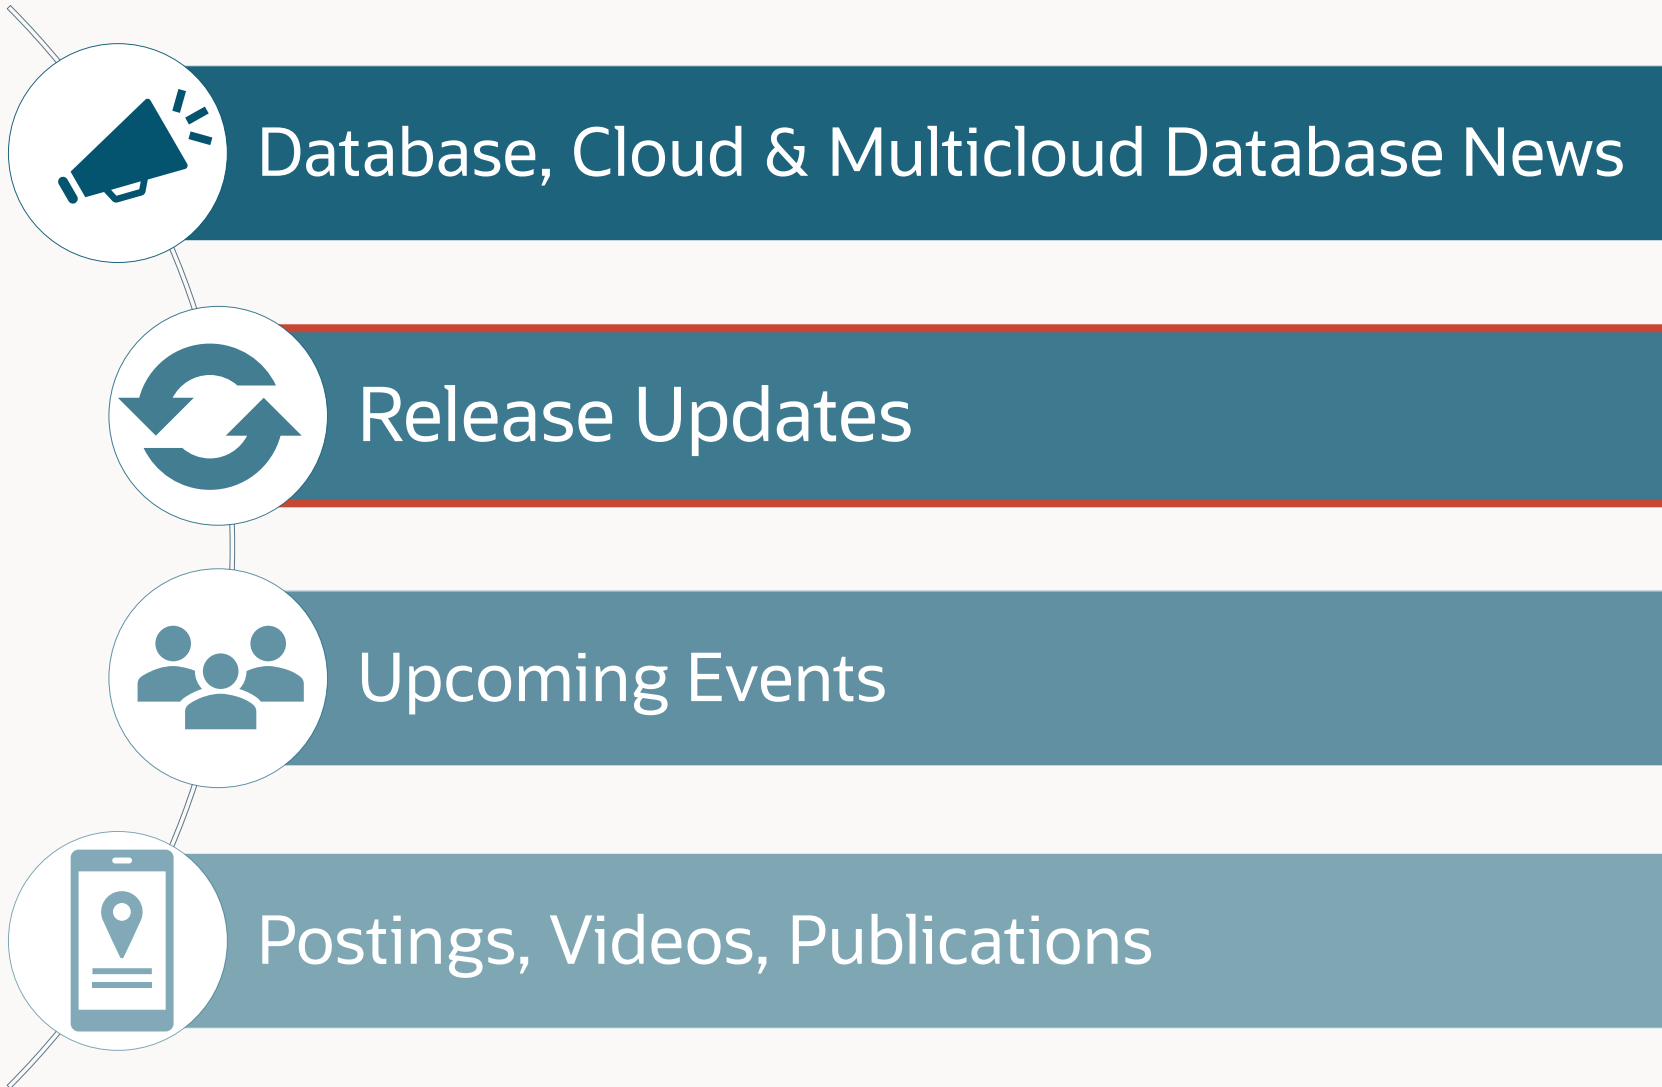 Database, Cloud & Multicloud Database News
Release Updates
Upcoming Events
Postings, Videos, Publications